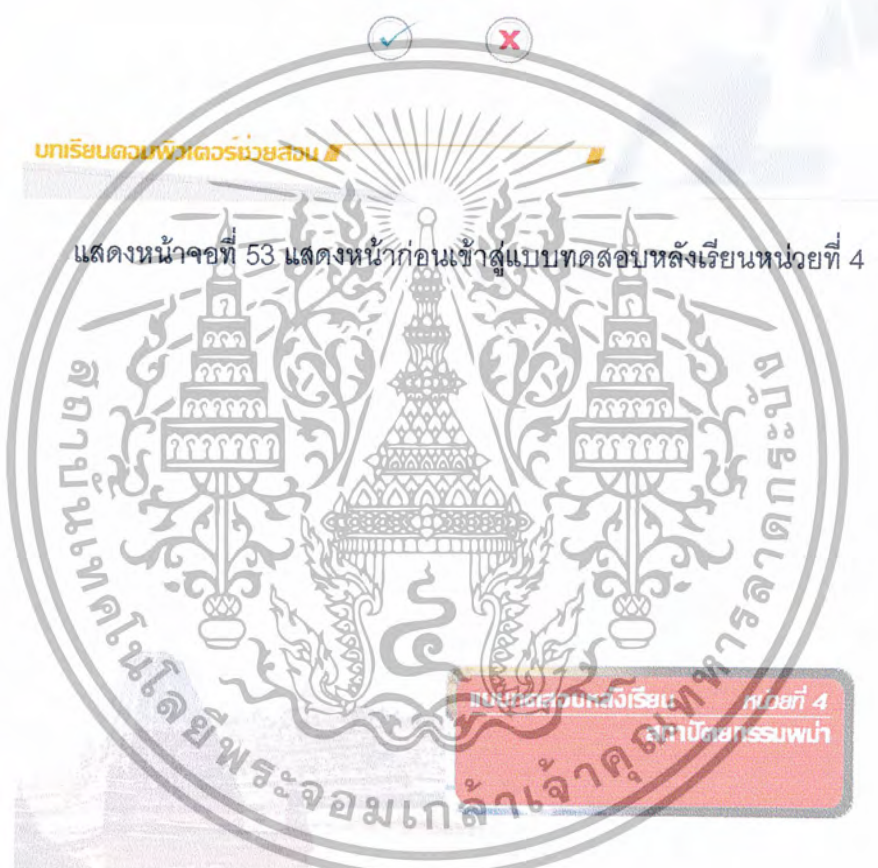 บทเรียนคอมพิวเตอร์ช่วยสอน
แสดงหน้าจอที่ 53 แสดงหน้าก่อนเข้าสู่แบบทดสอบหลังเรียนหน่วยที่ 4
แบบทดสอบหลังเรียน หน่วยที่ 4
สถาปัตยกรรมพม่า
สถาบันเทคโนโลยีพระจอมเกล้าเจ้าคุณทหารลาดกระบัง